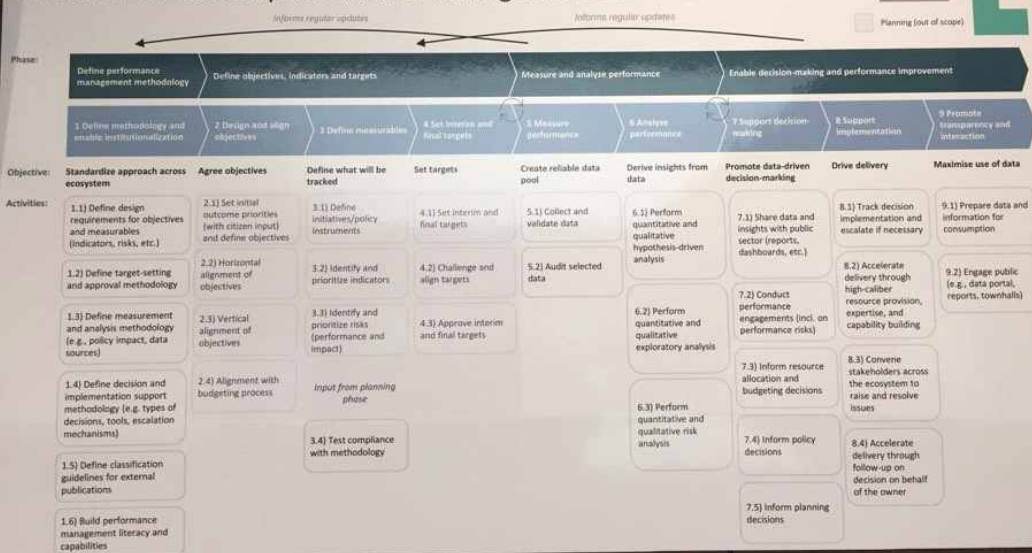 Informs regular updates
Informs regular updates
Planning (out of scope)
Phase:
Define performance
management methodology
Define objectives, indicators and targets
Measure and analyze performance
Enable decision-making and performance improvement
1 Define methodology and
enable institutionalization
2 Design and align
objectives
3 Define measurables
4 Set interim and
final targets
5 Measure
performance
6 Analyse
performance
7 Support decision-
making
8 Support
implementation
9 Promote
transparency and
interaction
Objective:
Standardize approach across
ecosystem
Agree objectives
Define what will be
tracked
Set targets
Create reliable data
pool
Derive insights from
data
Promote data-driven
decision-marking
Drive delivery
Maximise use of data
Activities:
1.1) Define design
requirements for objectives
and measurables
(indicators, risks, etc.)
1.2) Define target-setting
and approval methodology
1.3) Define measurement
and analysis methodology
(e.g., policy impact, data
sources)
1.4) Define decision and
implementation support
methodology (e.g. types of
decisions, tools, escalation
mechanisms)
1.5) Define classification
guidelines for external
publications
1.6) Build performance
management literacy and
capabilities
2.1) Set initial
outcome priorities
(with citizen input)
and define objectives
2.2) Horizontal
alignment of
objectives
2.3) Vertical
alignment of
objectives
2.4) Alignment with
budgeting process
3.1) Define
initiatives/policy
instruments
3.2) Identify and
prioritize indicators
3.3) Identify and
prioritize risks
(performance and
impact)
Input from planning
phase
3.4) Test compliance
with methodology
4.1) Set interim and
final targets
4.2) Challenge and
align targets
4.3) Approve interim
and final targets
5.1) Collect and
validate data
5.2) Audit selected
data
6.1) Perform
quantitative and
qualitative
hypothesis-driven
analysis
6.2) Perform
quantitative and
qualitative
exploratory analysis
6.3) Perform
quantitative and
qualitative risk
analysis
7.1) Share data and
insights with public
sector (reports,
dashboards, etc.)
7.2) Conduct
performance
engagements (incl. on
performance risks)
7.3) Inform resource
allocation and
budgeting decisions
7.4) Inform policy
decisions
7.5) Inform planning
decisions
8.1) Track decision
implementation and
escalate if necessary
8.2) Accelerate
delivery through
high-caliber
resource provision,
expertise, and
capability building
8.3) Convene
stakeholders across
the ecosystem to
raise and resolve
issues
8.4) Accelerate
delivery through
follow-up on
decision on behalf
of the owner
9.1) Prepare data and
information for
consumption
9.2) Engage public
(e.g., data portal,
reports, townhalls)